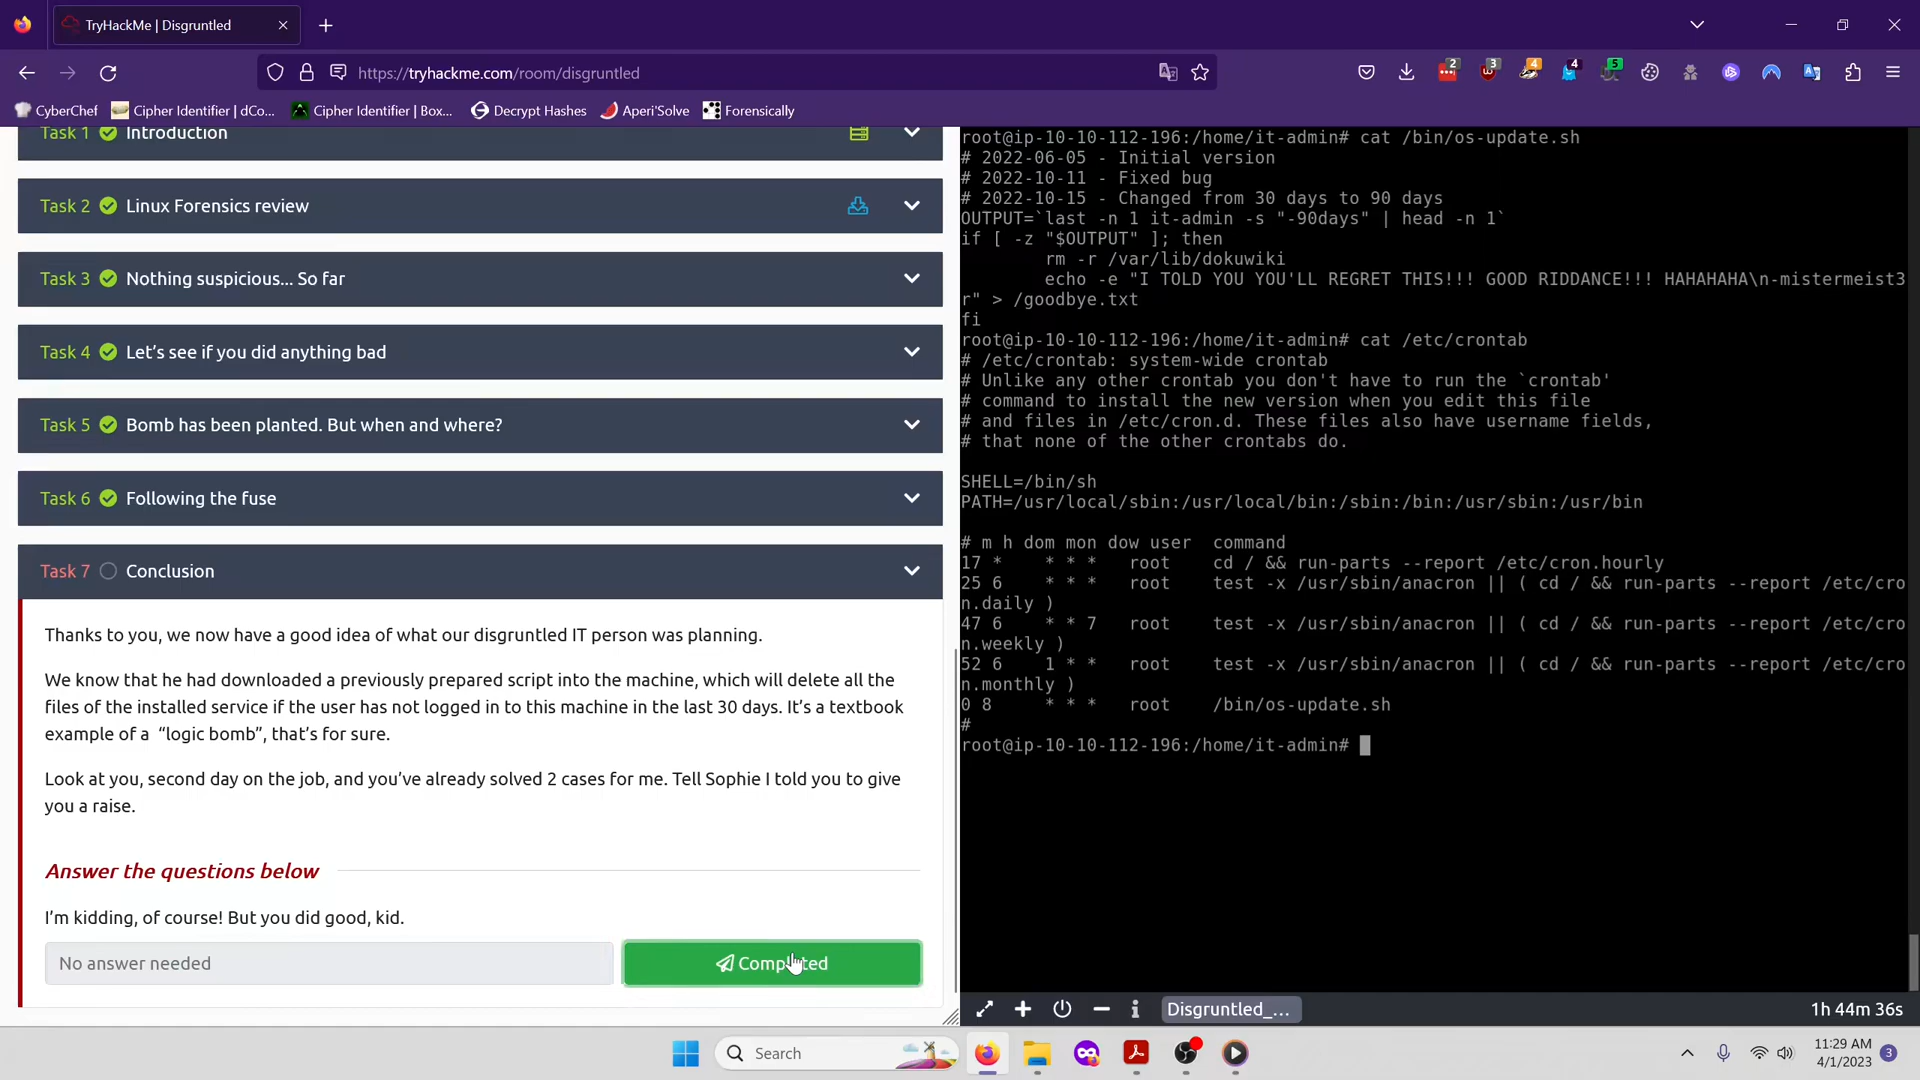 TryHackMe | Disgruntled
https://tryhackme.com/room/disgruntled
2
3
4
4
5
CyberChef
Cipher Identifier | dCo...
Cipher Identifier | Box...
Decrypt Hashes
Aperi'Solve
Forensically
Task 1 Introduction
Task 2 Linux Forensics review
Task 3 Nothing suspicious... So far
Task 4 Let’s see if you did anything bad
Task 5 Bomb has been planted. But when and where?
Task 6 Following the fuse
Task 7 Conclusion
Thanks to you, we now have a good idea of what our disgruntled IT person was planning.
We know that he had downloaded a previously prepared script into the machine, which will delete all the
files of the installed service if the user has not logged in to this machine in the last 30 days. It’s a textbook
example of a “logic bomb”, that’s for sure.
Look at you, second day on the job, and you’ve already solved 2 cases for me. Tell Sophie I told you to give
you a raise.
Answer the questions below
I’m kidding, of course! But you did good, kid.
No answer needed
Completed
root@ip-10-10-112-196:/home/it-admin# cat /bin/os-update.sh
# 2022-06-05 - Initial version
# 2022-10-11 - Fixed bug
# 2022-10-15 - Changed from 30 days to 90 days
OUTPUT=`last -n 1 it-admin -s "-90days" | head -n 1`
if [ -z "$OUTPUT" ]; then
rm -r /var/lib/dokuwiki
echo -e "I TOLD YOU YOU'LL REGRET THIS!!! GOOD RIDDANCE!!! HAHAHAHA\n-mistermeist3
r" > /goodbye.txt
fi
root@ip-10-10-112-196:/home/it-admin# cat /etc/crontab
# /etc/crontab: system-wide crontab
# Unlike any other crontab you don't have to run the `crontab'
# command to install the new version when you edit this file
# and files in /etc/cron.d. These files also have username fields,
# that none of the other crontabs do.
SHELL=/bin/sh
PATH=/usr/local/sbin:/usr/local/bin:/sbin:/bin:/usr/sbin:/usr/bin
# m h dom mon dow user command
17 * * * * root cd / && run-parts --report /etc/cron.hourly
25 6 * * * root test -x /usr/sbin/anacron || ( cd / && run-parts --report /etc/cro
n.daily )
47 6 * * 7 root test -x /usr/sbin/anacron || ( cd / && run-parts --report /etc/cro
n.weekly )
52 6 1 * * root test -x /usr/sbin/anacron || ( cd / && run-parts --report /etc/cro
n.monthly )
0 8 * * * root /bin/os-update.sh
#
root@ip-10-10-112-196:/home/it-admin#
Disgruntled_...
1h 44m 36s
Search
11:29 AM
4/1/2023
3